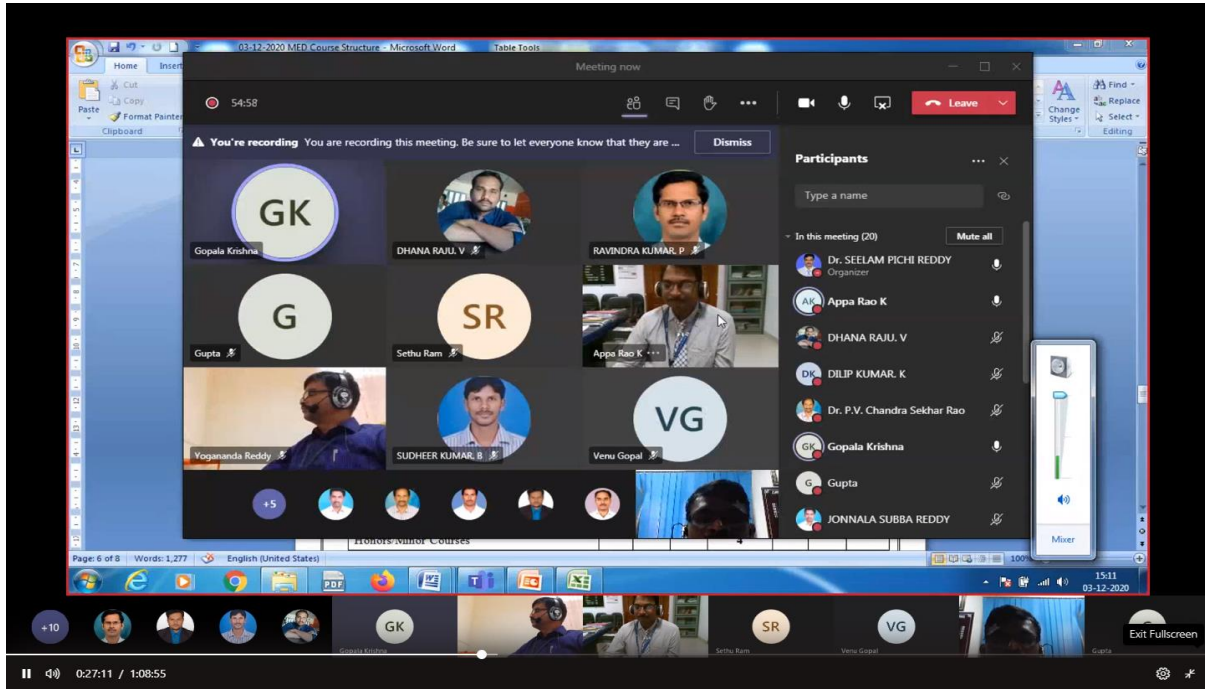 03-12-2020 MED Course Structure - Microsoft Word
Table Tools
Home
Insert
Meeting now
Cut
Copy
Format Painter
Paste
Clipboard
Find
Replace
Select
Change
Styles
Editing
54:58
Leave
You're recording You are recording this meeting. Be sure to let everyone know that they are ...
Dismiss
GK
Gopala Krishna
DHANA RAJU. V
RAVINDRA KUMAR. P
G
Gupta
SR
Sethu Ram
Appa Rao K
Yogananda Reddy
SUDHEER KUMAR. B
VG
Venu Gopal
+5
Participants
Type a name
In this meeting (20)
Mute all
Dr. SEELAM PICHI REDDY
Organizer
AK
Appa Rao K
DHANA RAJU. V
DK
DILIP KUMAR. K
Dr. P.V. Chandra Sekhar Rao
GK
Gopala Krishna
G
Gupta
JONNALA SUBBA REDDY
Mixer
Honors/Minor Courses
4
Page: 6 of 8
Words: 1,277
English (United States)
100
PDF
15:11
03-12-2020
+10
GK
Gopala Krishna
SR
Sethu Ram
VG
Venu Gopal
Gupta
Exit Fullscreen
0:27:11 / 1:08:55